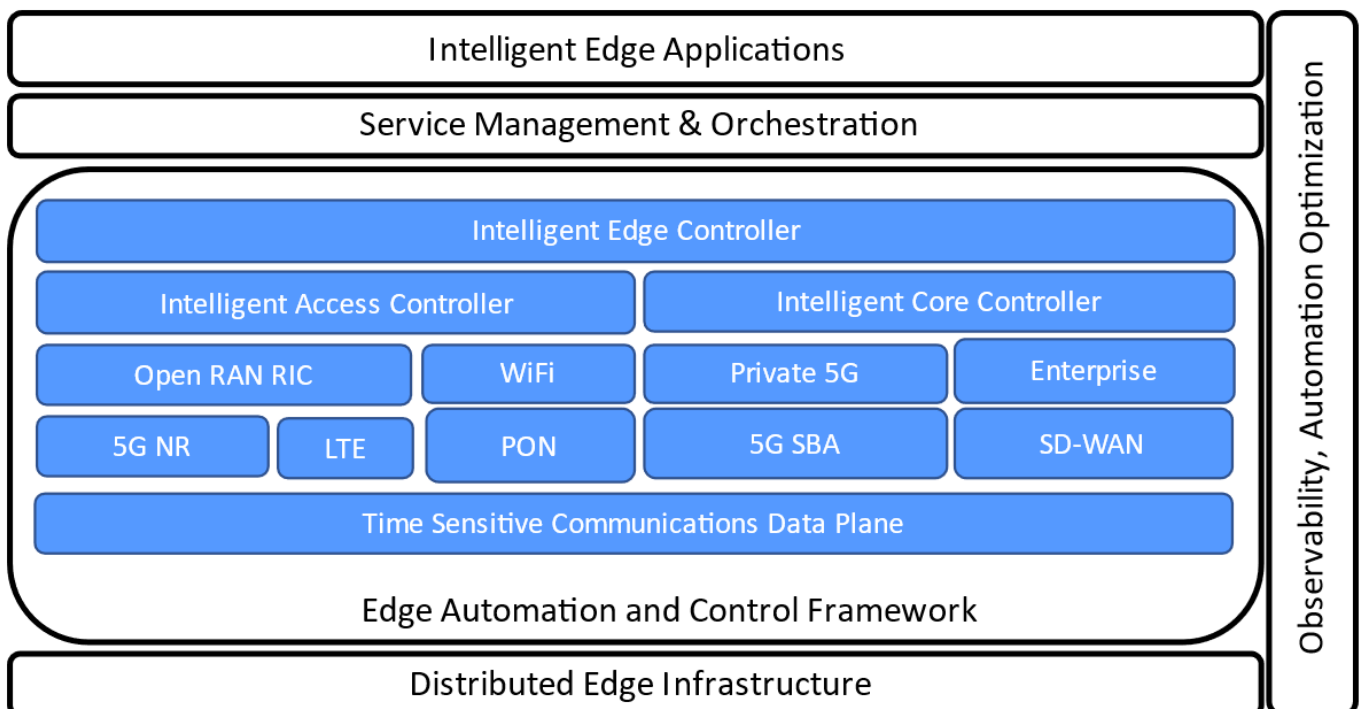 Intelligent Edge Applications
Service Management & Orchestration
Intelligent Edge Controller
Intelligent Access Controller
Intelligent Core Controller
Open RAN RIC
WiFi
Private 5G
Enterprise
5G NR
LTE
PON
5G SBA
SD-WAN
Time Sensitive Communications Data Plane
Edge Automation and Control Framework
Distributed Edge Infrastructure
Observability, Automation Optimization